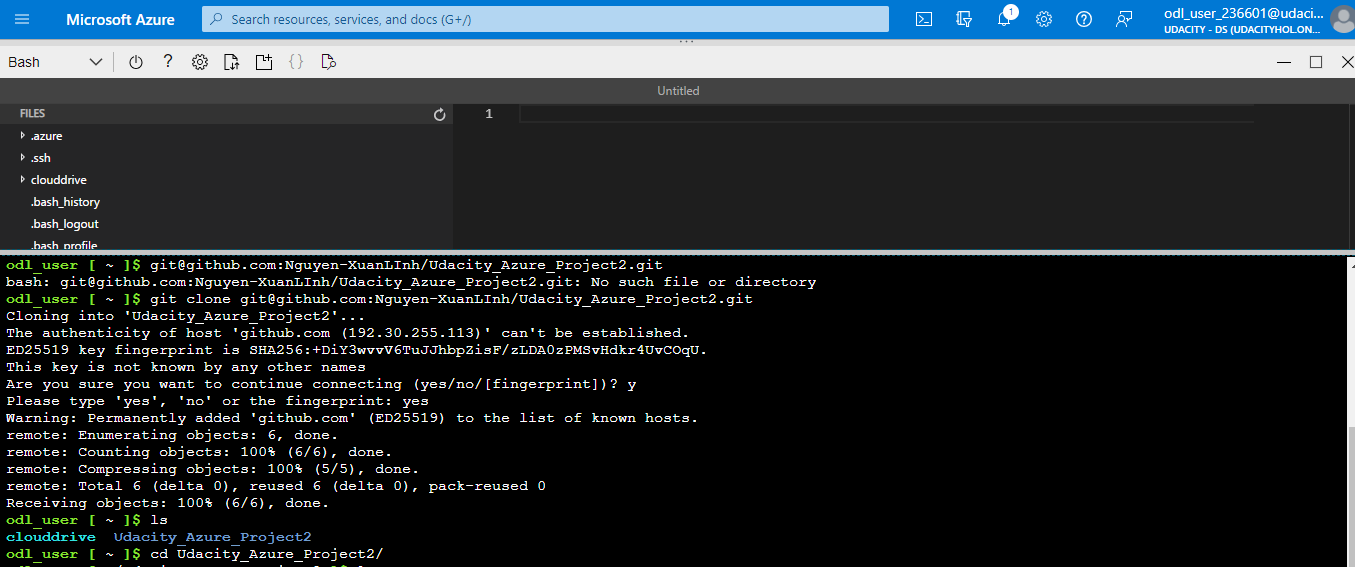 Microsoft Azure
Search resources, services, and docs (G+/)
1
odl_user_236601@udaci...
UDACITY - DS (UDACITYHOL.ON...
Bash
?
{}
Untitled
FILES
1
.azure
.ssh
clouddrive
.bash_history
.bash_logout
.bash_profile
odl_user [ ~ ]$ git@github.com:Nguyen-XuanLInh/Udacity_Azure_Project2.git
bash: git@github.com:Nguyen-XuanLInh/Udacity_Azure_Project2.git: No such file or directory
odl_user [ ~ ]$ git clone git@github.com:Nguyen-XuanLInh/Udacity_Azure_Project2.git
Cloning into 'Udacity_Azure_Project2'...
The authenticity of host 'github.com (192.30.255.113)' can't be established.
ED25519 key fingerprint is SHA256:+DiY3wvvV6TuJJhbpZisF/zLDA0zPMSvHdkr4UvCOqU.
This key is not known by any other names
Are you sure you want to continue connecting (yes/no/[fingerprint])? y
Please type 'yes', 'no' or the fingerprint: yes
Warning: Permanently added 'github.com' (ED25519) to the list of known hosts.
remote: Enumerating objects: 6, done.
remote: Counting objects: 100% (6/6), done.
remote: Compressing objects: 100% (5/5), done.
remote: Total 6 (delta 0), reused 6 (delta 0), pack-reused 0
Receiving objects: 100% (6/6), done.
odl_user [ ~ ]$ ls
clouddrive  Udacity_Azure_Project2
odl_user [ ~ ]$ cd Udacity_Azure_Project2/